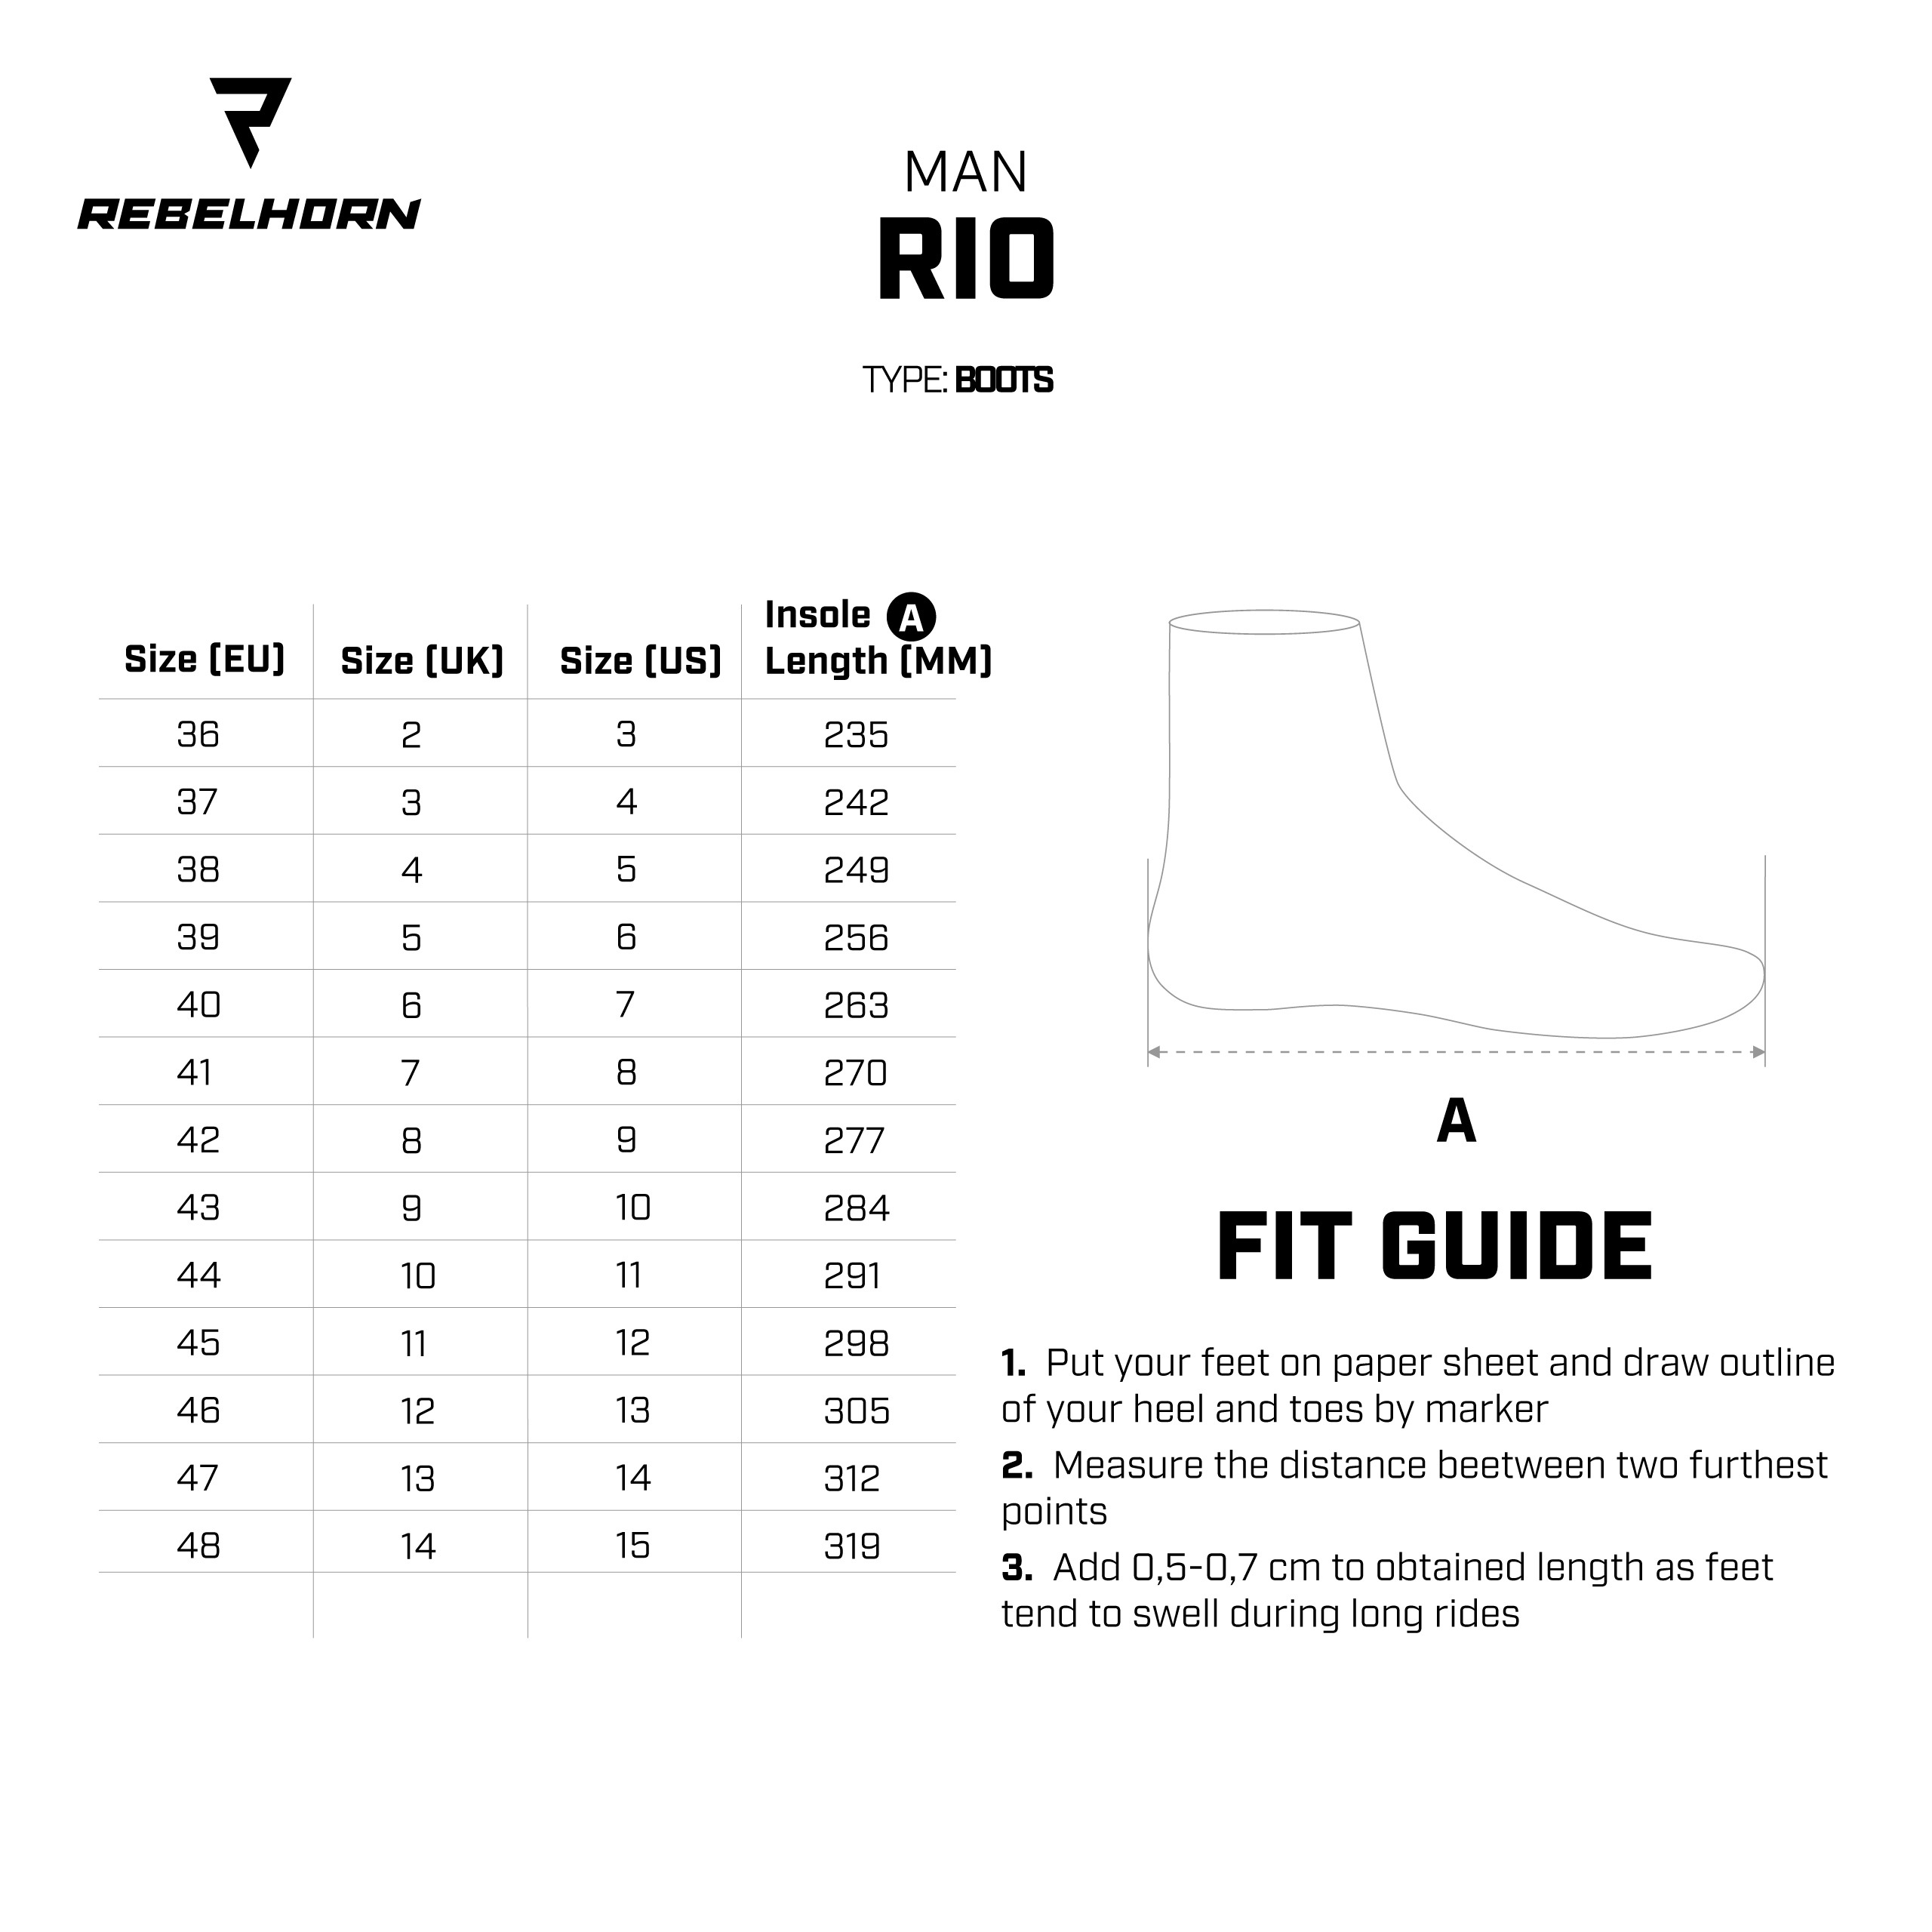 REBELHORN
MAN
RIO
TYPE: BOOTS
Size (EU) Size (UK) Size (US) Insole A Length (MM)
36 2 3 235
37 3 4 242
38 4 5 249
39 5 6 256
40 6 7 263
41 7 8 270
42 8 9 277
43 9 10 284
44 10 11 291
45 11 12 298
46 12 13 305
47 13 14 312
48 14 15 319
A
FIT GUIDE
1. Put your feet on paper sheet and draw outline
of your heel and toes by marker
2. Measure the distance beetween two furthest
points
3. Add 0,5-0,7 cm to obtained length as feet
tend to swell during long rides